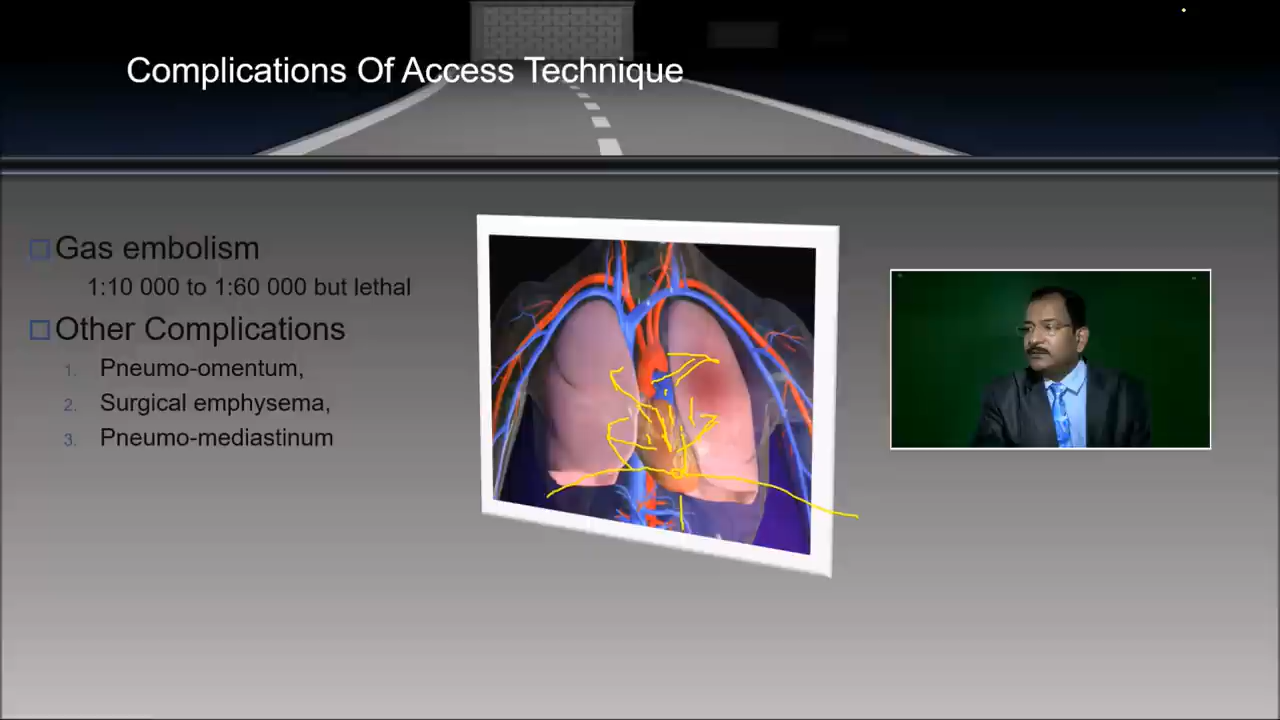 Complications Of Access Technique
Gas embolism
1:10 000 to 1:60 000 but lethal
Other Complications
1. Pneumo-omentum,
2. Surgical emphysema,
3. Pneumo-mediastinum